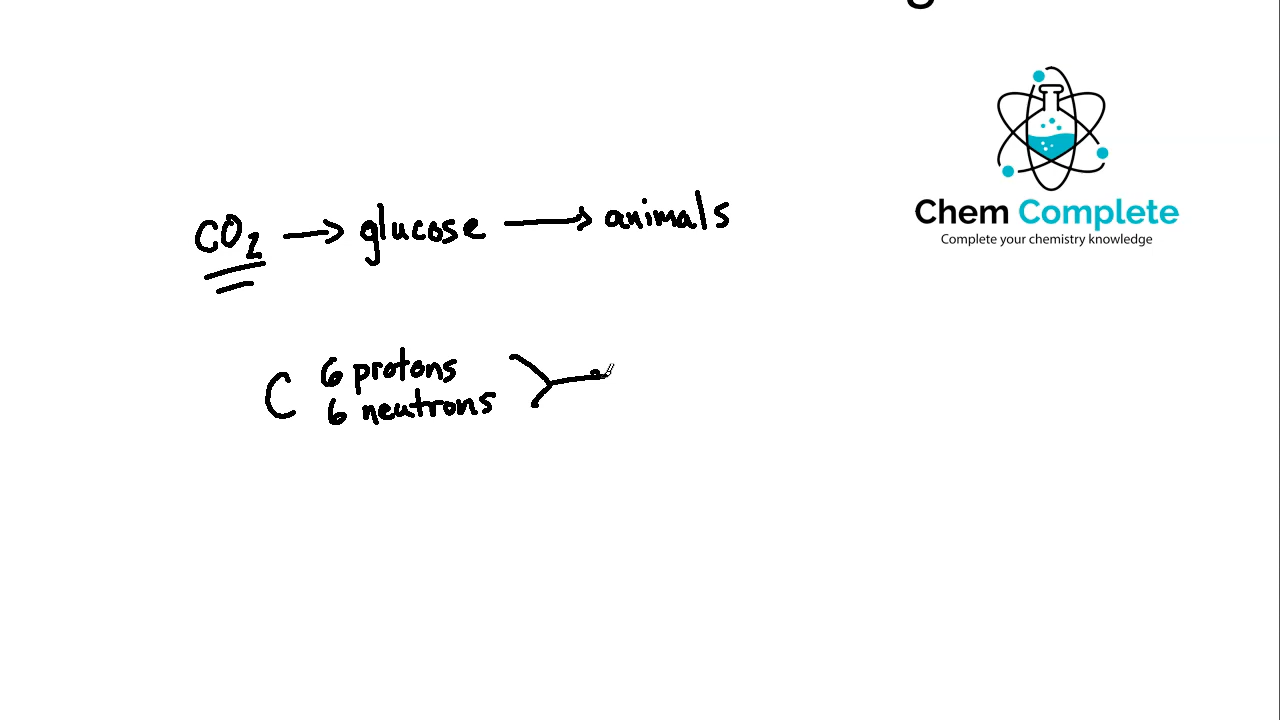 g
CO₂ → glucose → animals
Chem Complete
Complete your chemistry knowledge
C 6 protons
6 neutrons